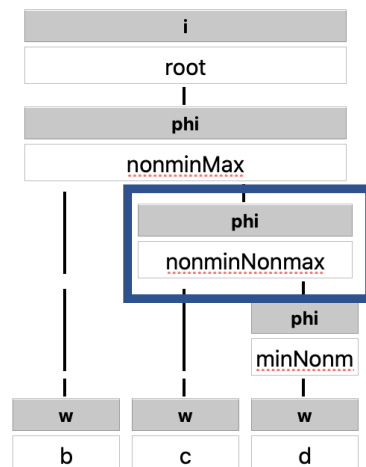 i
root
phi
nonminMax
phi
nonminNonmax
phi
minNonm
w w w
b c d